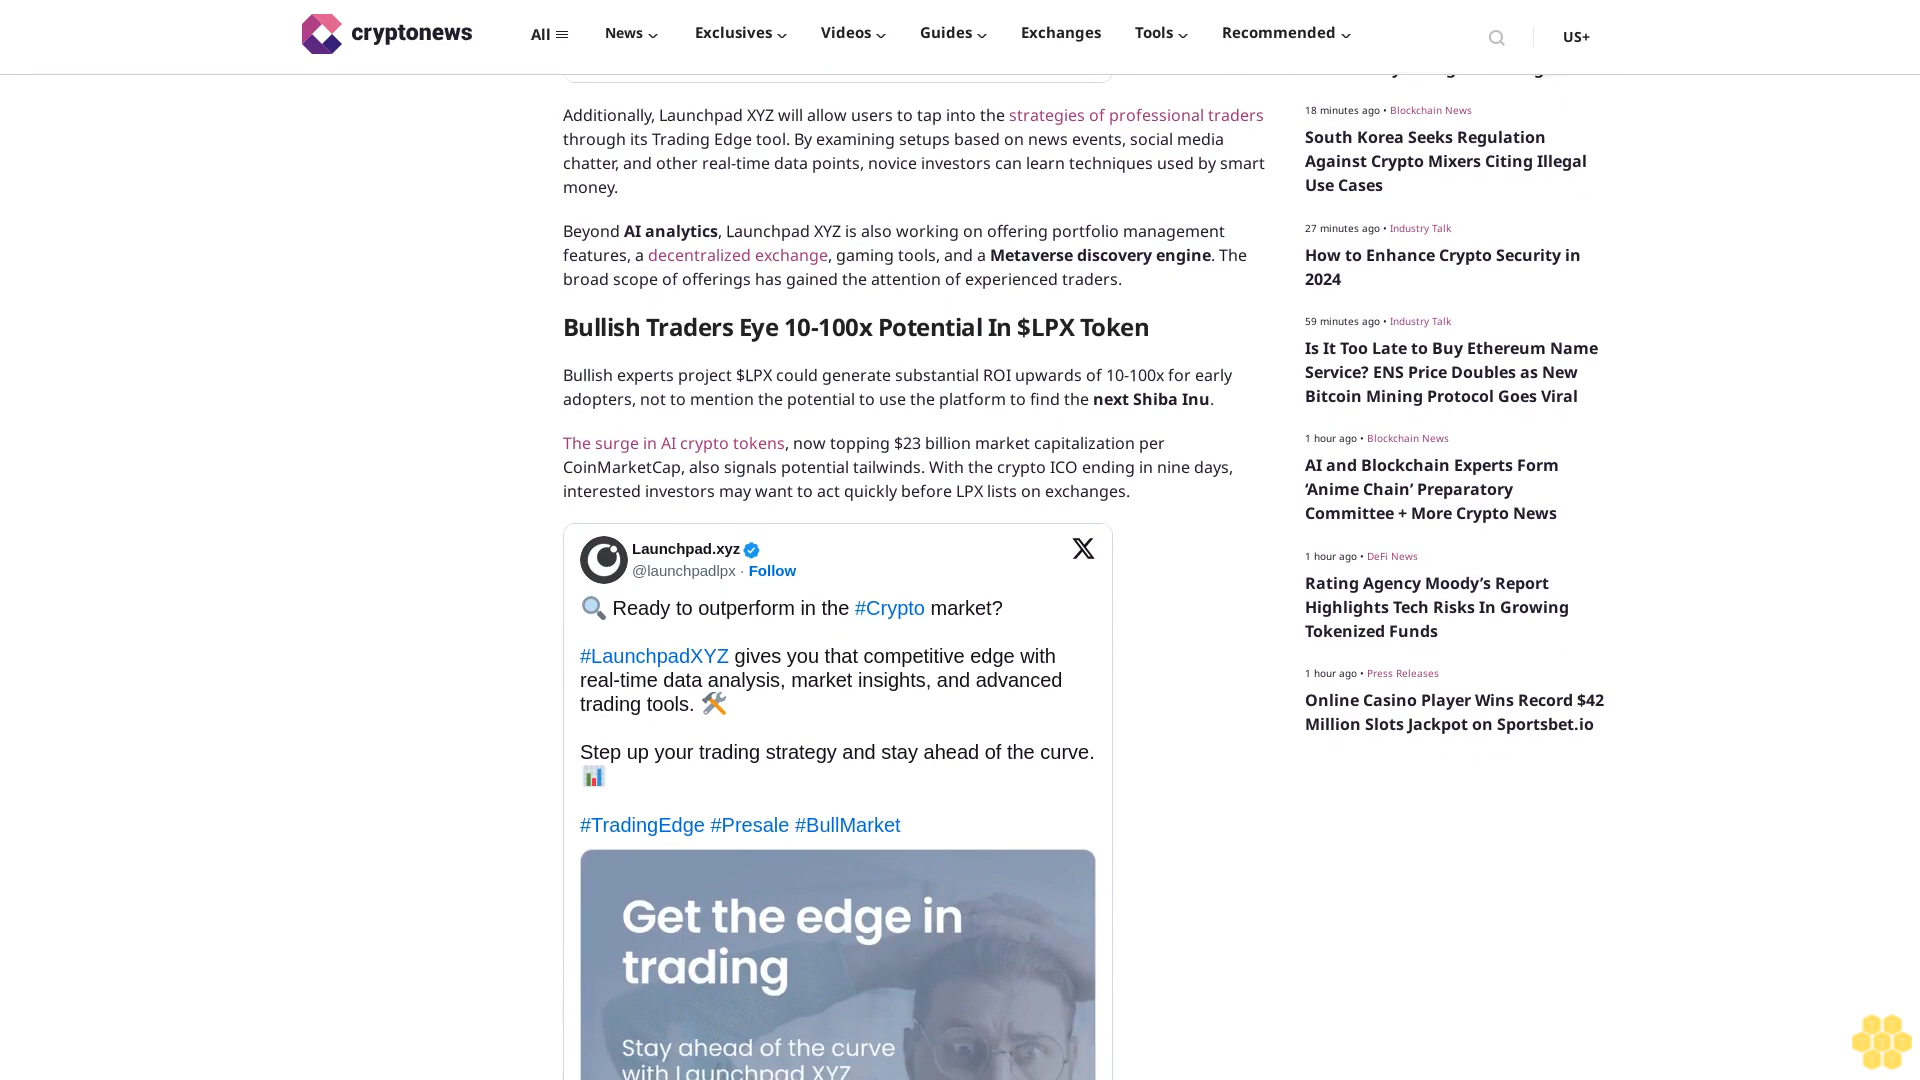 cryptonews
All
News
Exclusives
Videos
Guides
Exchanges
Tools
Recommended
US+
Additionally, Launchpad XYZ will allow users to tap into the strategies of professional traders
through its Trading Edge tool. By examining setups based on news events, social media
chatter, and other real-time data points, novice investors can learn techniques used by smart
money.
Beyond AI analytics, Launchpad XYZ is also working on offering portfolio management
features, a decentralized exchange, gaming tools, and a Metaverse discovery engine. The
broad scope of offerings has gained the attention of experienced traders.
Bullish Traders Eye 10-100x Potential In $LPX Token
Bullish experts project $LPX could generate substantial ROI upwards of 10-100x for early
adopters, not to mention the potential to use the platform to find the next Shiba Inu.
The surge in AI crypto tokens, now topping $23 billion market capitalization per
CoinMarketCap, also signals potential tailwinds. With the crypto ICO ending in nine days,
interested investors may want to act quickly before LPX lists on exchanges.
Launchpad.xyz
@launchpadlpx · Follow
🔍 Ready to outperform in the #Crypto market?
#LaunchpadXYZ gives you that competitive edge with
real-time data analysis, market insights, and advanced
trading tools. 🛠️
Step up your trading strategy and stay ahead of the curve.
📊
#TradingEdge #Presale #BullMarket
Get the edge in
trading
Stay ahead of the curve
with Launchpad XYZ
18 minutes ago • Blockchain News
South Korea Seeks Regulation
Against Crypto Mixers Citing Illegal
Use Cases
27 minutes ago • Industry Talk
How to Enhance Crypto Security in
2024
59 minutes ago • Industry Talk
Is It Too Late to Buy Ethereum Name
Service? ENS Price Doubles as New
Bitcoin Mining Protocol Goes Viral
1 hour ago • Blockchain News
AI and Blockchain Experts Form
‘Anime Chain’ Preparatory
Committee + More Crypto News
1 hour ago • DeFi News
Rating Agency Moody’s Report
Highlights Tech Risks In Growing
Tokenized Funds
1 hour ago • Press Releases
Online Casino Player Wins Record $42
Million Slots Jackpot on Sportsbet.io